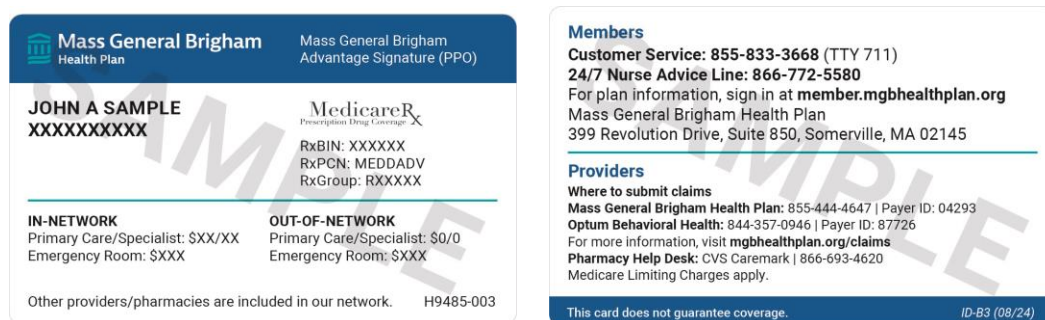 Mass General Brigham
Health Plan
Mass General Brigham
Advantage Signature (PPO)
JOHN A SAMPLE
XXXXXXXXXX
MedicareRx
Prescription Drug Coverage
RxBIN: XXXXXX
RxPCN: MEDDADV
RxGroup: RXXXXX
IN-NETWORK
Primary Care/Specialist: $XX/XX
Emergency Room: $XXX
OUT-OF-NETWORK
Primary Care/Specialist: $0/0
Emergency Room: $XXX
Other providers/pharmacies are included in our network.
H9485-003
SAMPLE
Members
Customer Service: 855-833-3668 (TTY 711)
24/7 Nurse Advice Line: 866-772-5580
For plan information, sign in at member.mgbhealthplan.org
Mass General Brigham Health Plan
399 Revolution Drive, Suite 850, Somerville, MA 02145
Providers
Where to submit claims
Mass General Brigham Health Plan: 855-444-4647 | Payer ID: 04293
Optum Behavioral Health: 844-357-0946 | Payer ID: 87726
For more information, visit mgbhealthplan.org/claims
Pharmacy Help Desk: CVS Caremark | 866-693-4620
Medicare Limiting Charges apply.
This card does not guarantee coverage.
ID-B3 (08/24)
SAMPLE